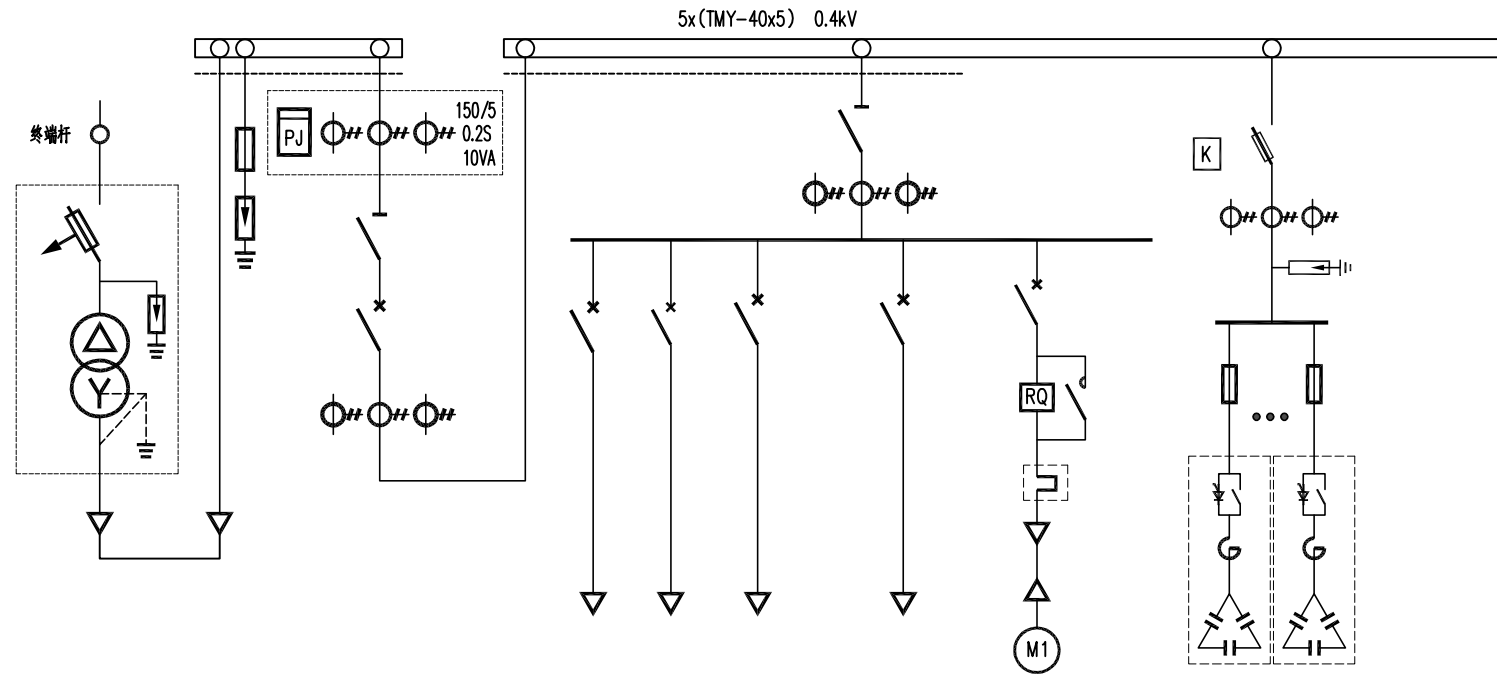 5x(TMY-40x5) 0.4kV
终端杆
PJ
150/5
0.2S
10VA
K
RQ
M1